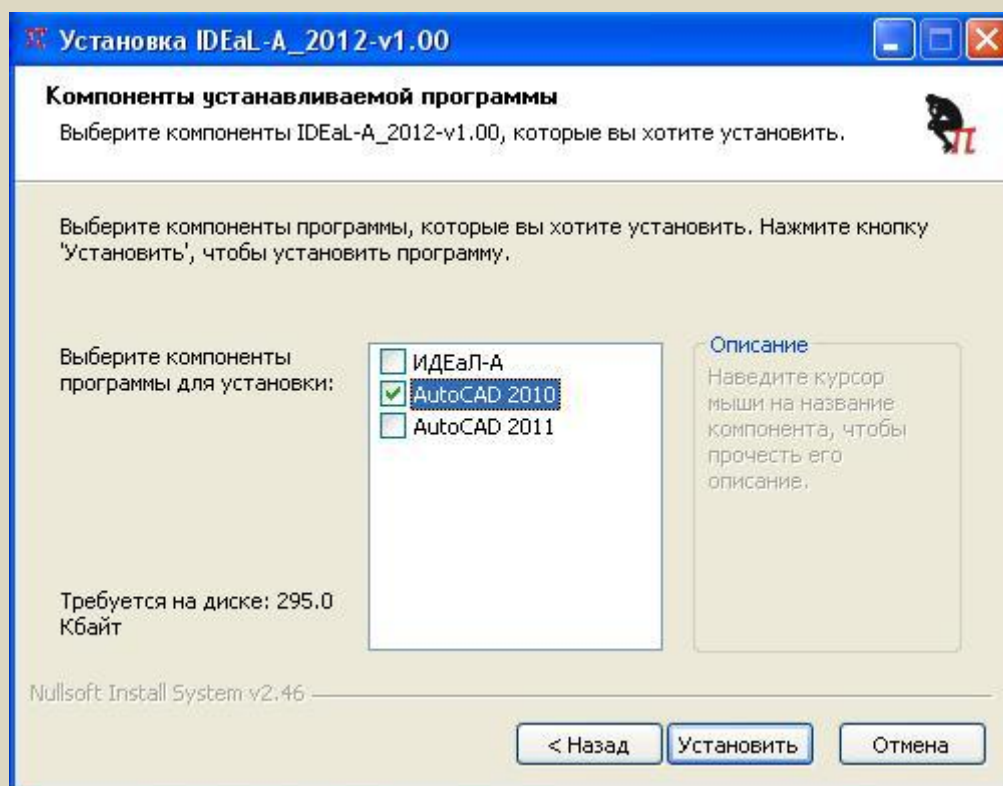 Установка IDEaL-A_2012-v1.00
Компоненты устанавливаемой программы
Выберите компоненты IDEaL-A_2012-v1.00, которые вы хотите установить.
π
Выберите компоненты программы, которые вы хотите установить. Нажмите кнопку
'Установить', чтобы установить программу.
Выберите компоненты
программы для установки:
ИДЕаЛ-А
AutoCAD 2010
AutoCAD 2011
Описание
Наведите курсор
мыши на название
компонента, чтобы
прочесть его
описание.
Требуется на диске: 295.0
Кбайт
Nullsoft Install System v2.46
< Назад
Установить
Отмена